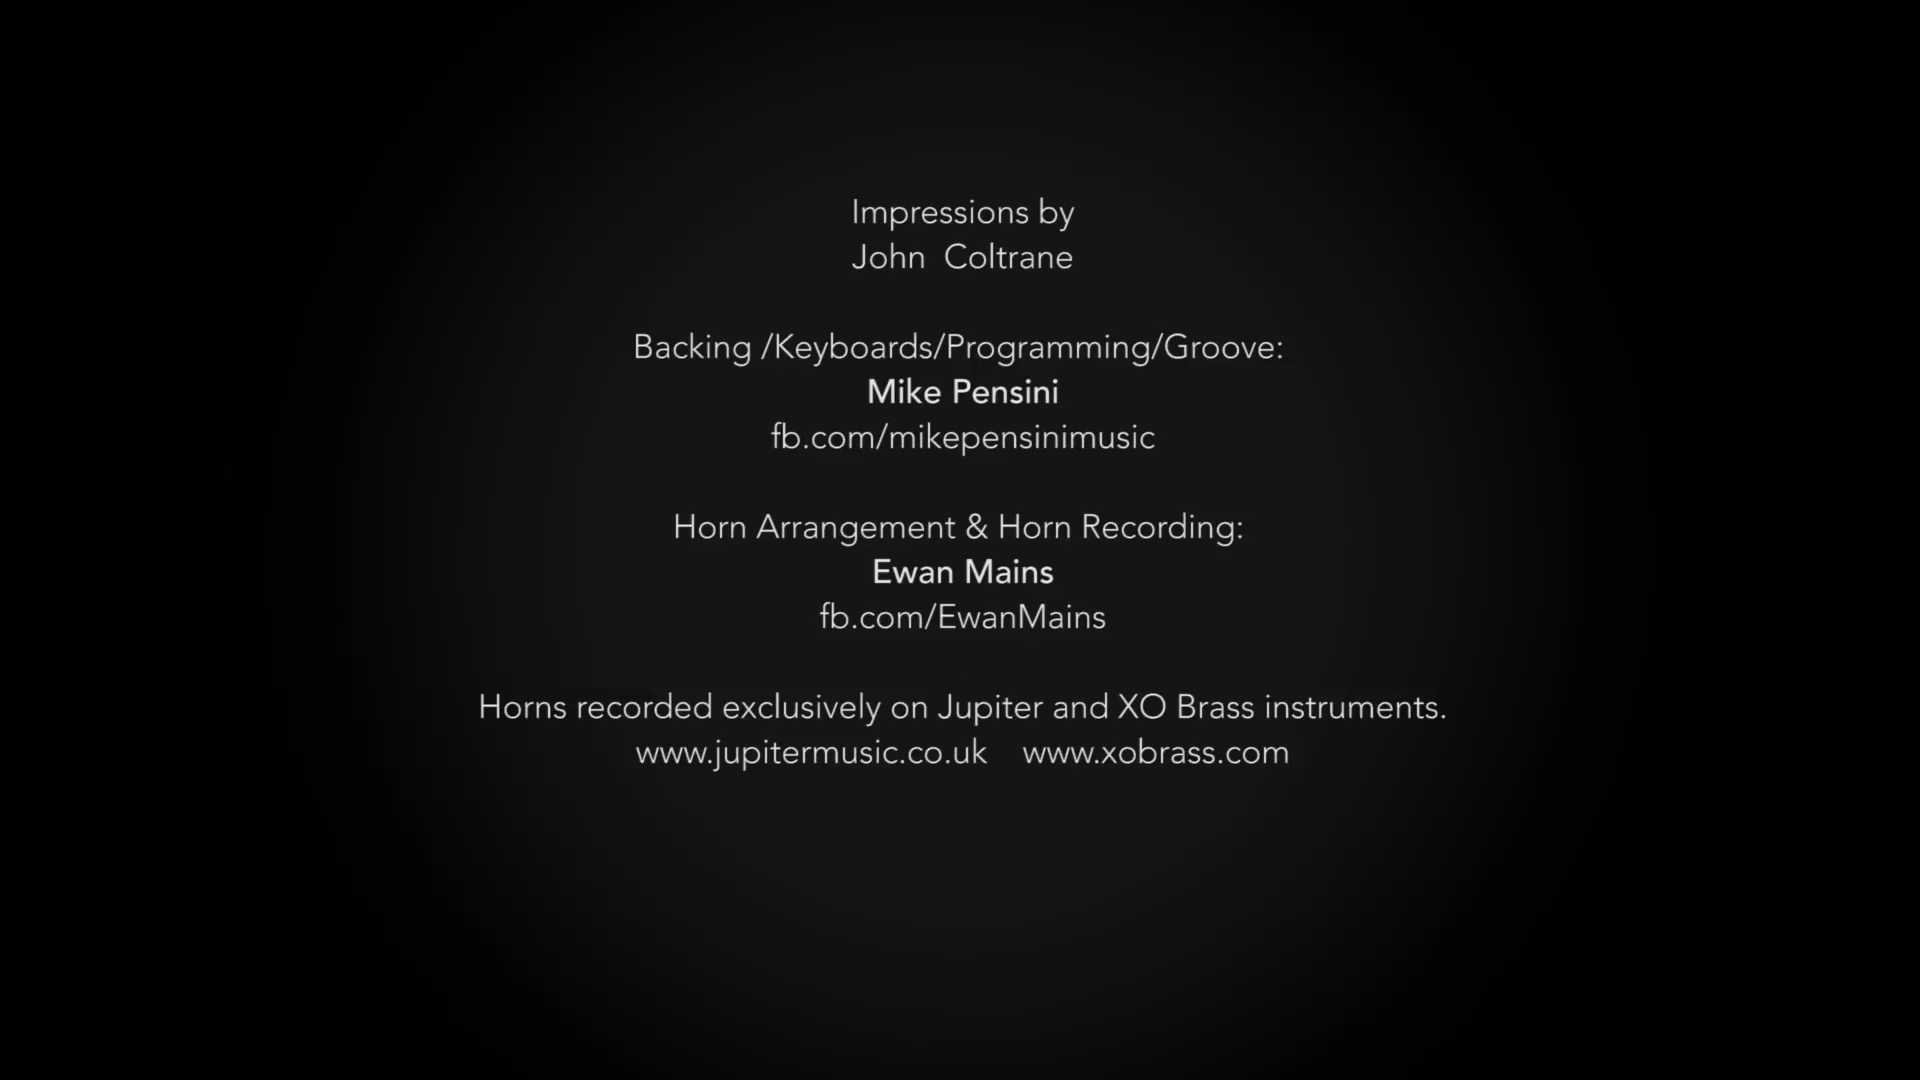 Impressions by
John  Coltrane
Backing /Keyboards/Programming/Groove:
Mike Pensini
fb.com/mikepensinimusic
Horn Arrangement & Horn Recording:
Ewan Mains
fb.com/EwanMains
Horns recorded exclusively on Jupiter and XO Brass instruments.
www.jupitermusic.co.uk    www.xobrass.com